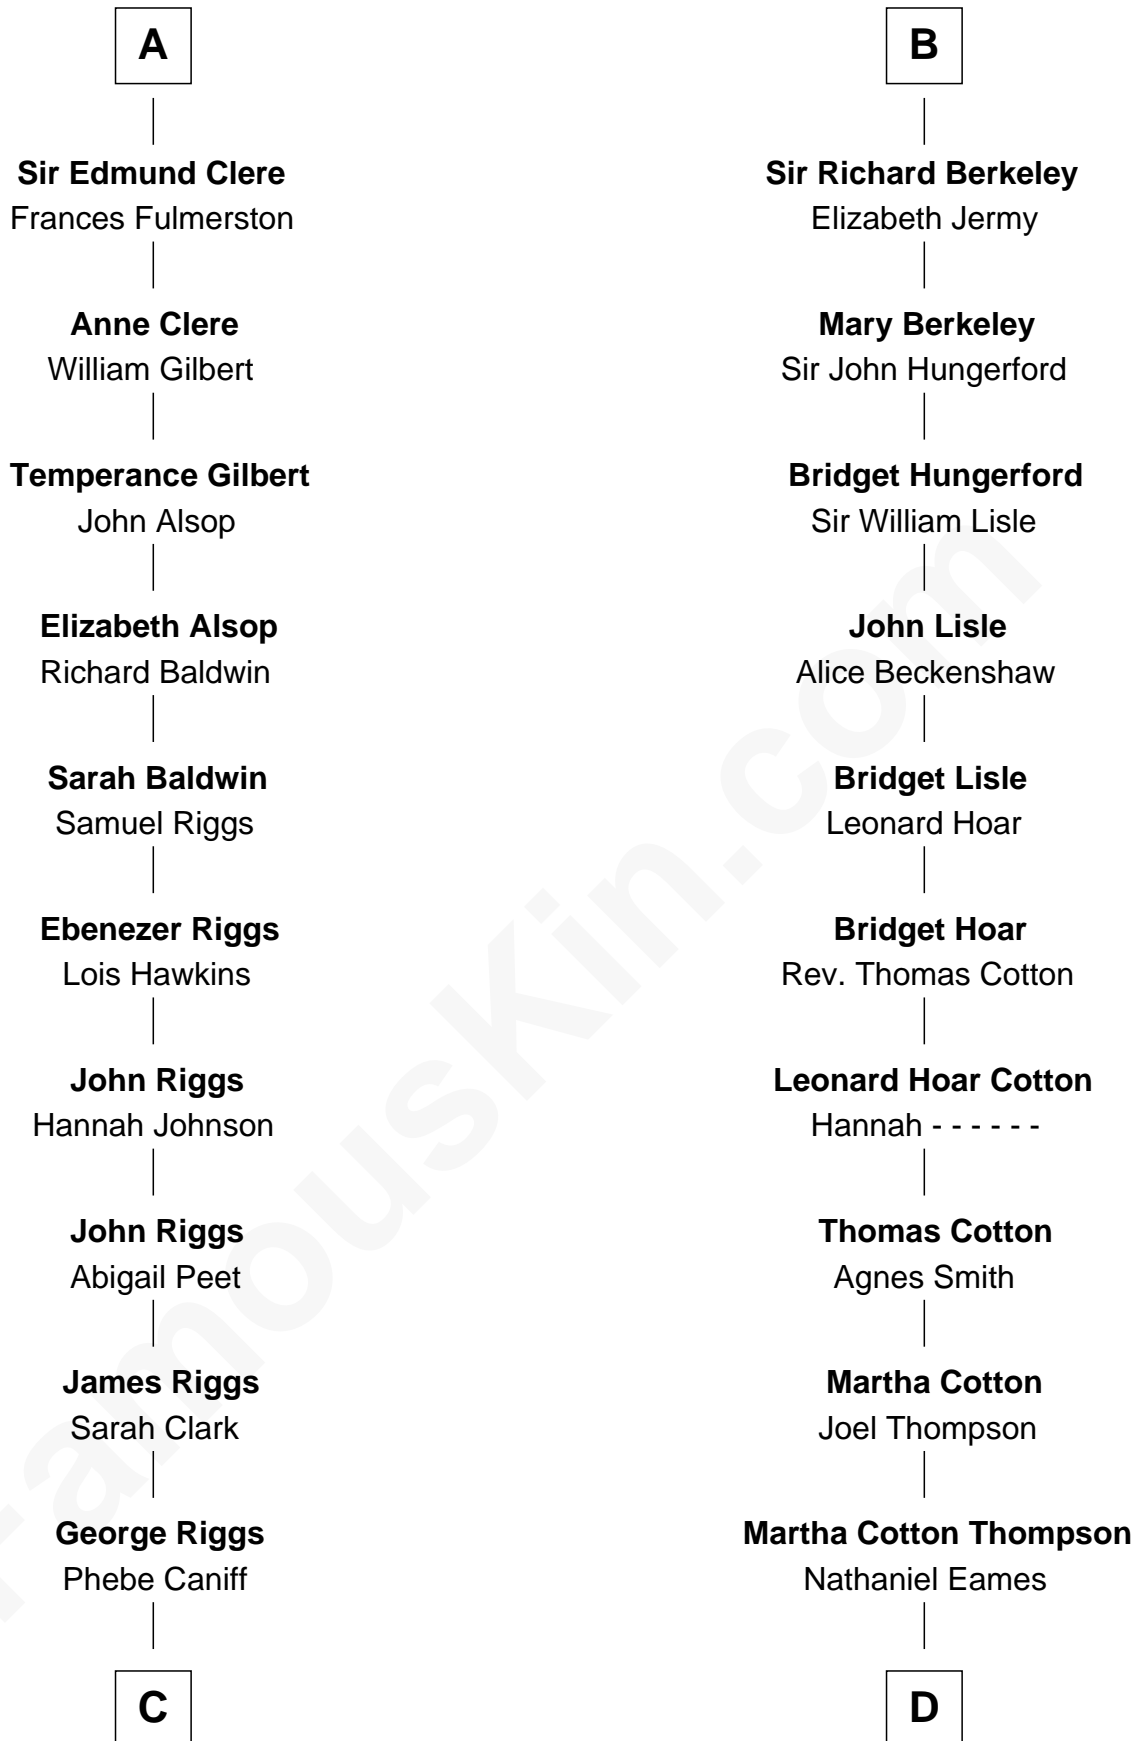 A
Sir Edmund Clere
Frances Fulmerston
Anne Clere
William Gilbert
Temperance Gilbert
John Alsop
Elizabeth Alsop
Richard Baldwin
Sarah Baldwin
Samuel Riggs
Ebenezer Riggs
Lois Hawkins
John Riggs
Hannah Johnson
John Riggs
Abigail Peet
James Riggs
Sarah Clark
George Riggs
Phebe Caniff
C
B
Sir Richard Berkeley
Elizabeth Jermy
Mary Berkeley
Sir John Hungerford
Bridget Hungerford
Sir William Lisle
John Lisle
Alice Beckenshaw
Bridget Lisle
Leonard Hoar
Bridget Hoar
Rev. Thomas Cotton
Leonard Hoar Cotton
Hannah - - - - - -
Thomas Cotton
Agnes Smith
Martha Cotton
Joel Thompson
Martha Cotton Thompson
Nathaniel Eames
D
FamousKin.com